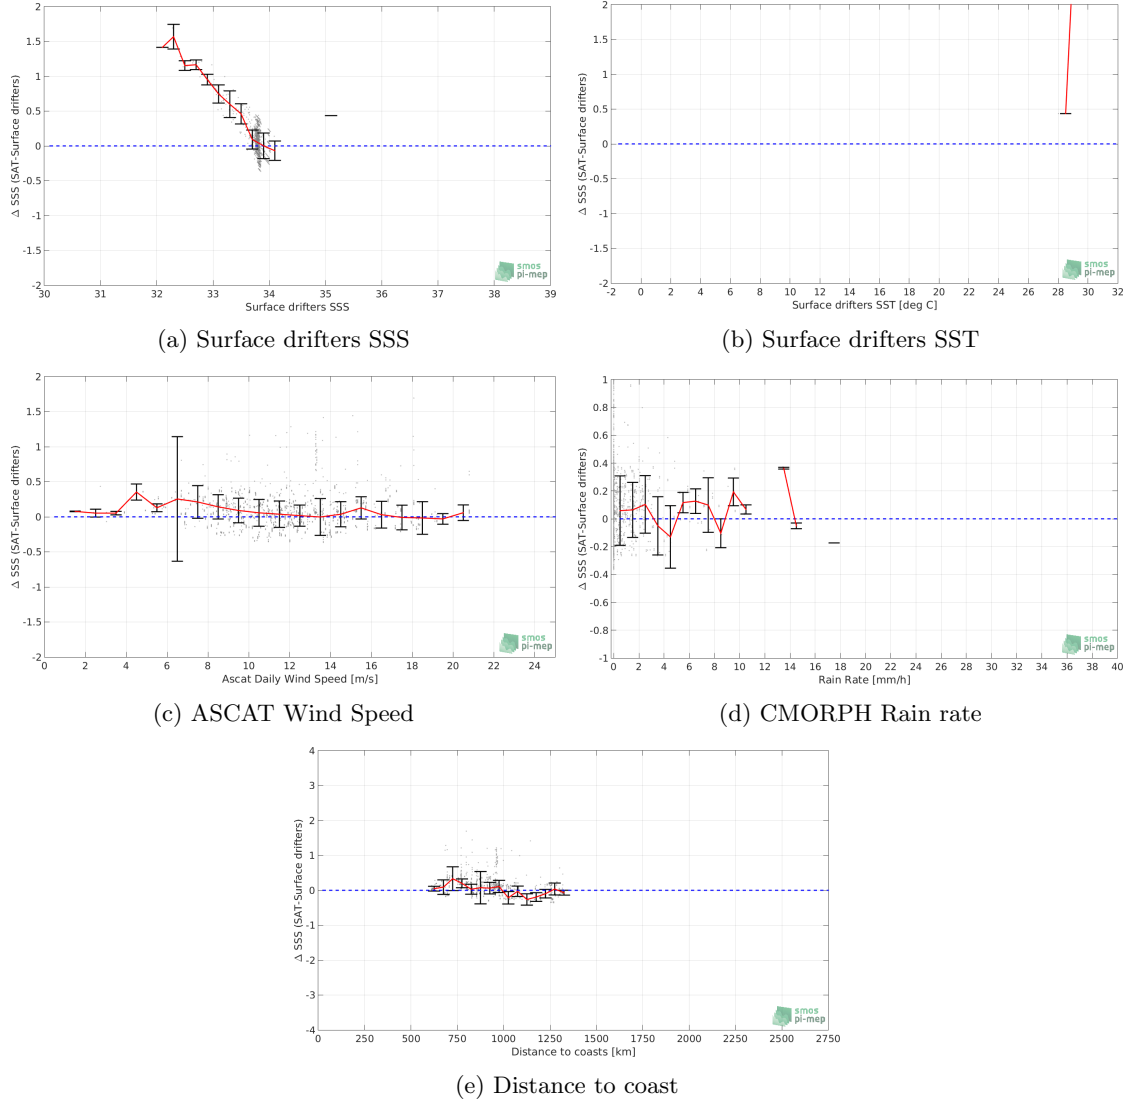 2
1.5
1
0.5
0
-0.5
-1
-1.5
-2
Δ SSS (SAT-Surface drifters)
30 31 32 33 34 35 36 37 38 39
Surface drifters SSS
smos
pi-mep
(a) Surface drifters SSS
2
1.5
1
0.5
0
-0.5
-1
-1.5
-2
Δ SSS (SAT-Surface drifters)
-2 0 2 4 6 8 10 12 14 16 18 20 22 24 26 28 30 32
Surface drifters SST [deg C]
smos
pi-mep
(b) Surface drifters SST
2
1.5
1
0.5
0
-0.5
-1
-1.5
-2
Δ SSS (SAT-Surface drifters)
2 4 6 8 10 12 14 16 18 20 22 24
Ascat Daily Wind Speed [m/s]
smos
pi-mep
(c) ASCAT Wind Speed
1
0.8
0.6
0.4
0.2
0
-0.2
-0.4
-0.6
-0.8
-1
Δ SSS (SAT-Surface drifters)
0 2 4 6 8 10 12 14 16 18 20 22 24 26 28 30 32 34 36 38 40
Rain Rate [mm/h]
smos
pi-mep
(d) CMORPH Rain rate
4
3
2
1
0
-1
-2
-3
-4
Δ SSS (SAT-Surface drifters)
0 250 500 750 1000 1250 1500 1750 2000 2250 2500 2750
Distance to coasts [km]
smos
pi-mep
(e) Distance to coast